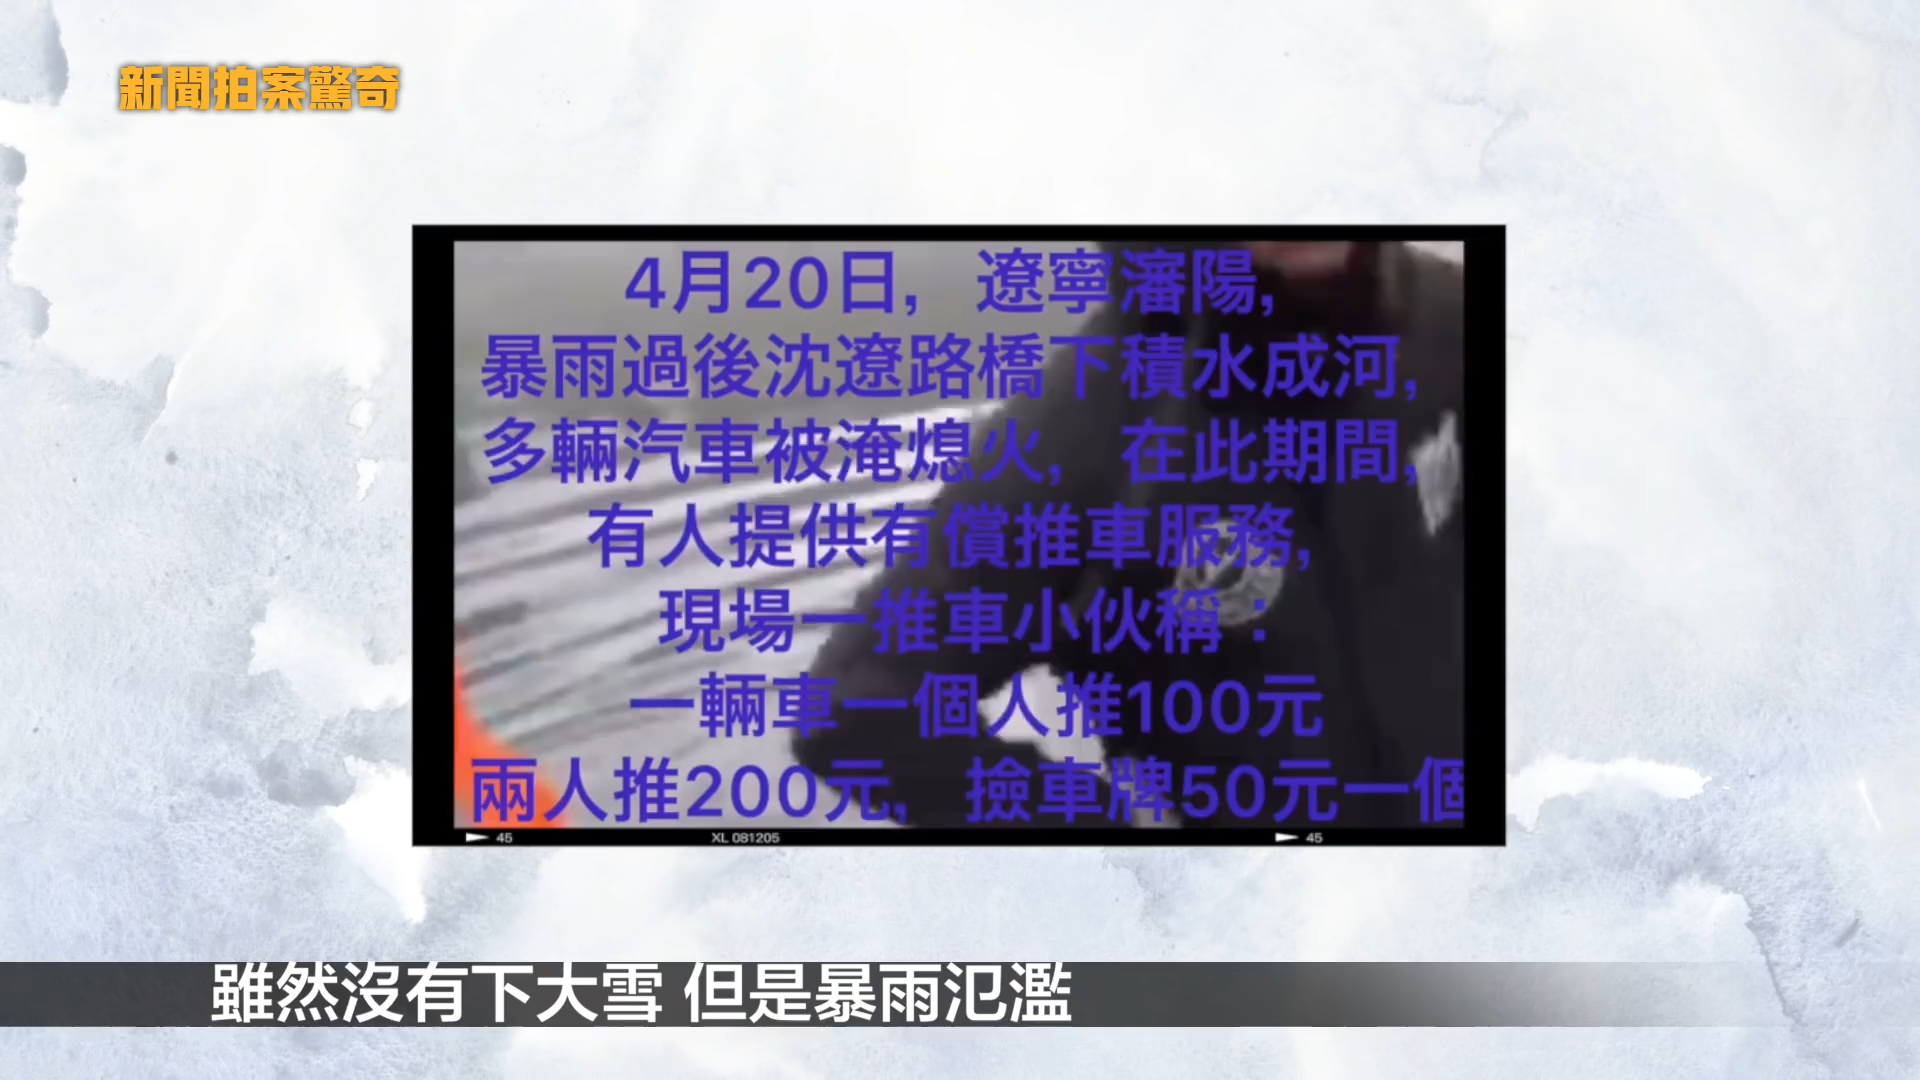 新聞拍案驚奇
4月20日, 遼寧瀋陽,
暴雨過後沈遼路橋下積水成河,
多輛汽車被淹熄火, 在此期間,
有人提供有償推車服務,
現場一推車小伙稱：
一輛車一個人推100元
兩人推200元, 撿車牌50元一個
45 XL 081205 45
雖然沒有下大雪 但是暴雨氾濫